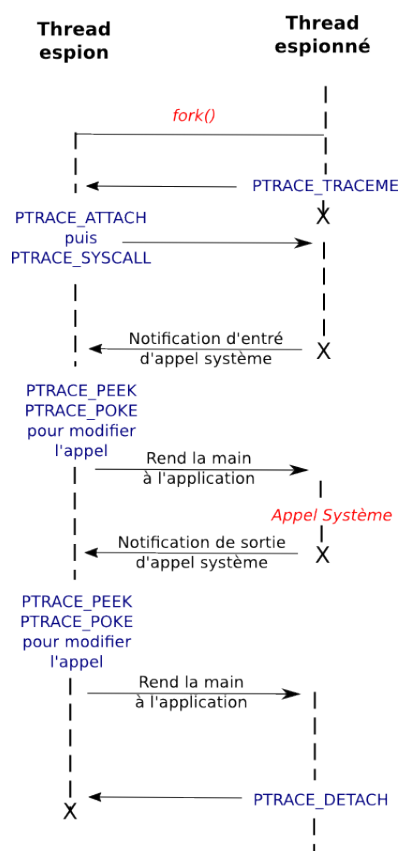 Thread
espion
Thread
espionné
fork()
PTRACE_TRACEME
X
PTRACE_ATTACH
puis
PTRACE_SYSCALL
Notification d'entré
d'appel système
X
PTRACE_PEEK
PTRACE_POKE
pour modifier
l'appel
Rend la main
à l'application
Appel Système
Notification de sortie
d'appel système
X
PTRACE_PEEK
PTRACE_POKE
pour modifier
l'appel
Rend la main
à l'application
PTRACE_DETACH
X